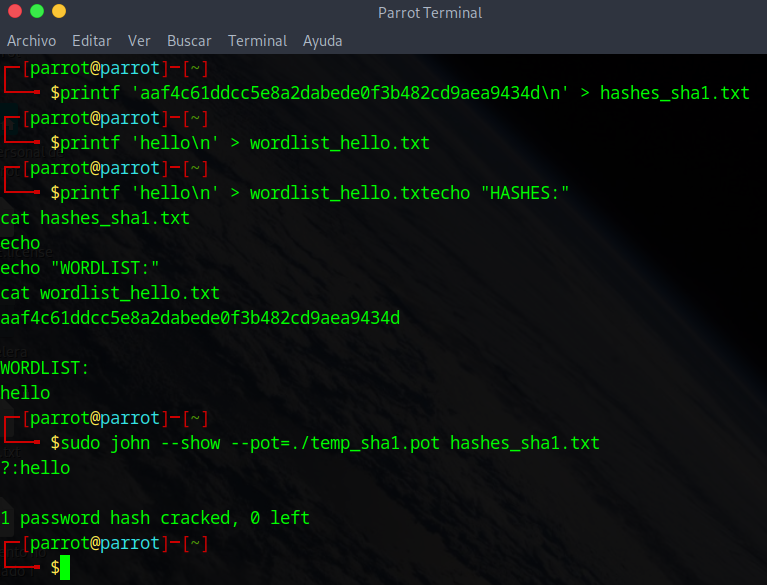 Parrot Terminal
Archivo Editar Ver Buscar Terminal Ayuda
[parrot@parrot]─[~]
$printf 'aaf4c61ddcc5e8a2dabede0f3b482cd9aea9434d\n' > hashes_sha1.txt
[parrot@parrot]─[~]
$printf 'hello\n' > wordlist_hello.txt
[parrot@parrot]─[~]
$printf 'hello\n' > wordlist_hello.txtecho "HASHES:"
cat hashes_sha1.txt
echo
echo "WORDLIST:"
cat wordlist_hello.txt
aaf4c61ddcc5e8a2dabede0f3b482cd9aea9434d
WORDLIST:
hello
[parrot@parrot]─[~]
$sudo john --show --pot=./temp_sha1.pot hashes_sha1.txt
?:hello
1 password hash cracked, 0 left
[parrot@parrot]─[~]
$